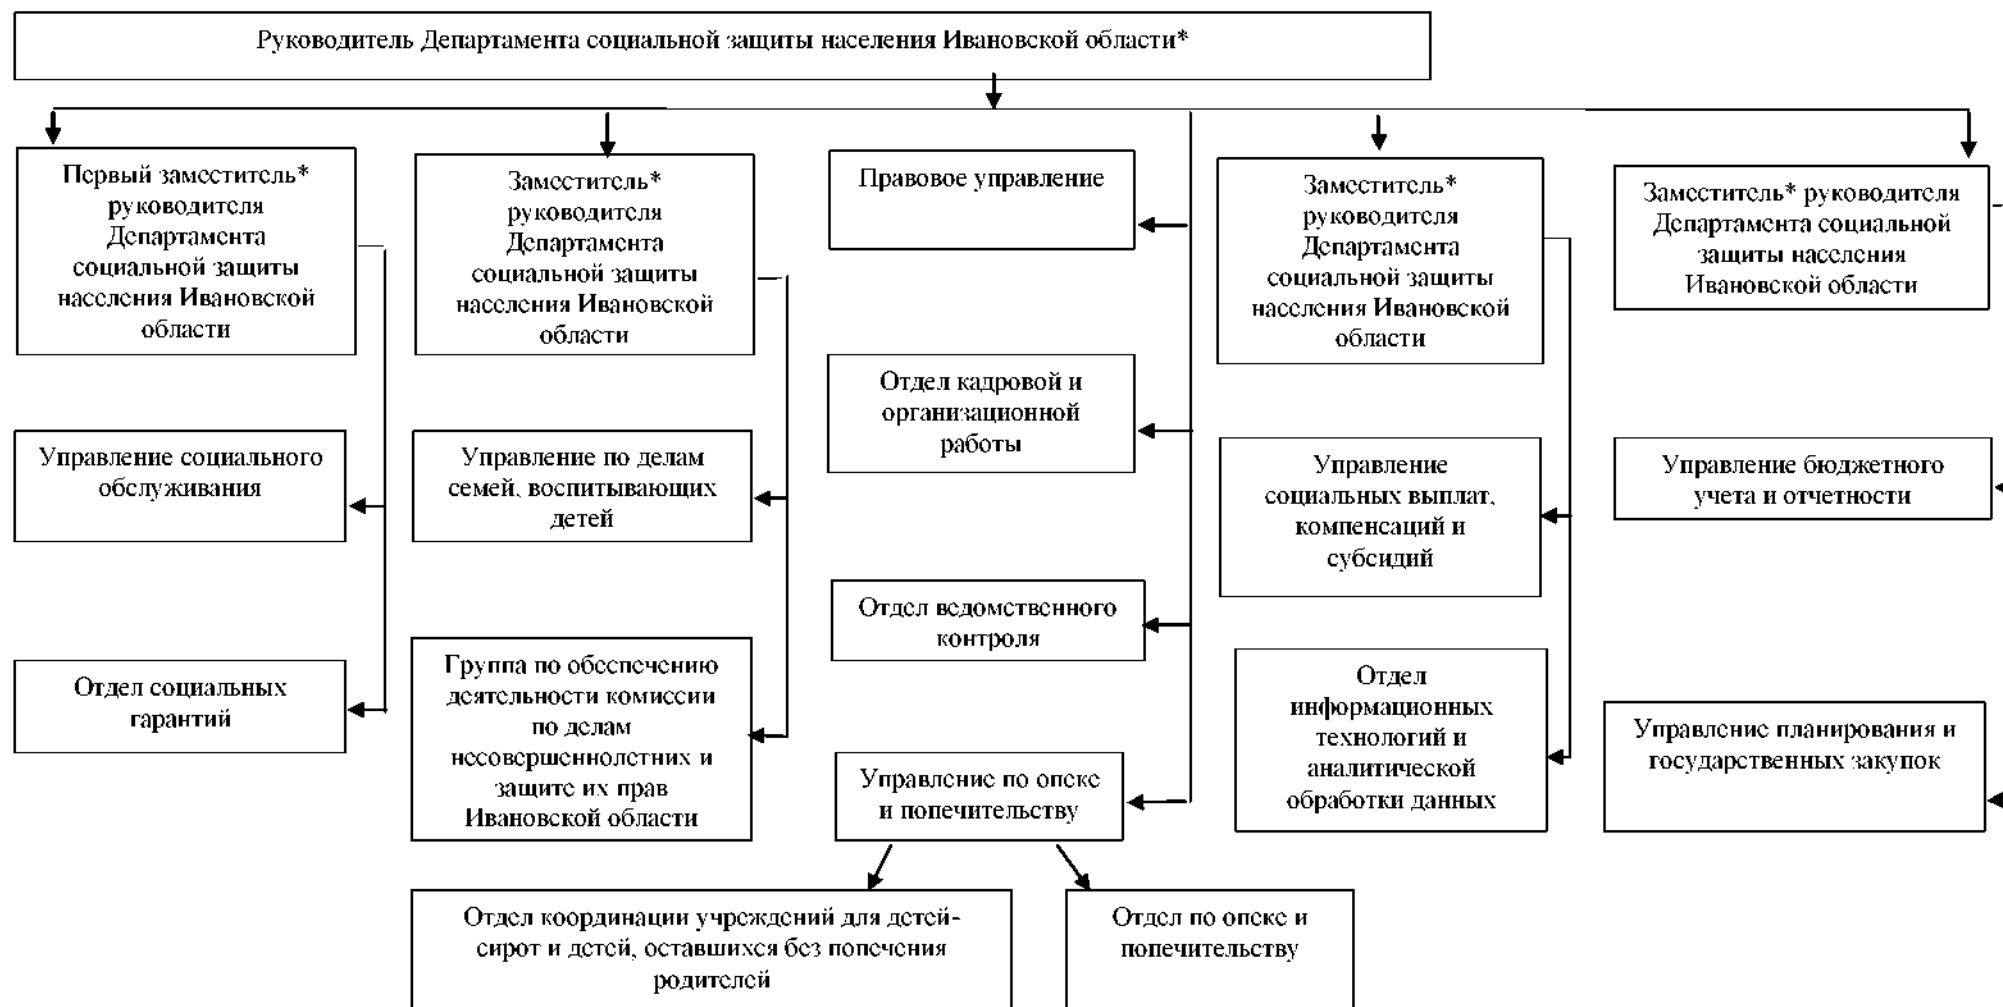 Руководитель Департамента социальной защиты населения Ивановской области*
Первый заместитель*
руководителя
Департамента
социальной защиты
населения Ивановской
области
Заместитель*
руководителя
Департамента
социальной защиты
населения Ивановской
области
Правовое управление
Заместитель*
руководителя
Департамента
социальной защиты
населения Ивановской
области
Заместитель* руководителя
Департамента социальной
защиты населения
Ивановской области
Отдел кадровой и
организационной
работы
Управление социального
обслуживания
Управление по делам
семей, воспитывающих
детей
Управление
социальных выплат,
компенсаций и
субсидий
Управление бюджетного
учета и отчетности
Отдел ведомственного
контроля
Отдел социальных
гарантий
Группа по обеспечению
деятельности комиссии
по делам
несовершеннолетних и
защите их прав
Ивановской области
Отдел
информационных
технологий и
аналитической
обработки данных
Управление планирования и
государственных закупок
Управление по опеке
и попечительству
Отдел координации учреждений для детей-
сирот и детей, оставшихся без попечения
родителей
Отдел по опеке и
попечительству